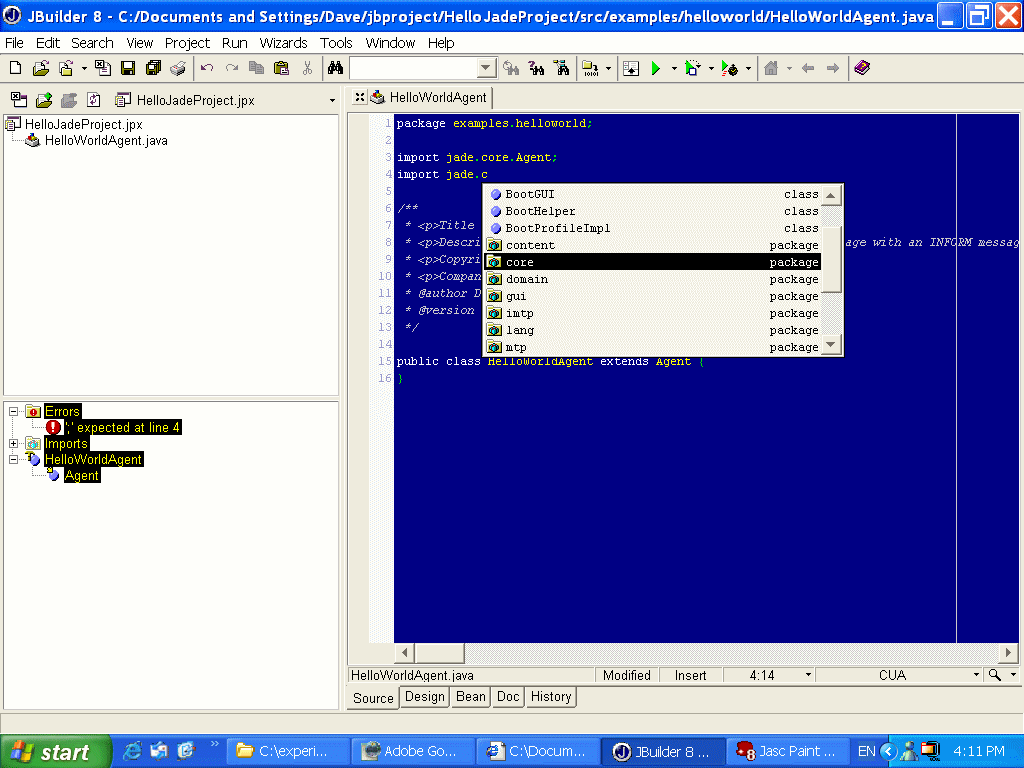 JBuilder 8 - C:/Documents and Settings/Dave/jbproject/HelloJadeProject/src/examples/helloworld/HelloWorldAgent.java
File Edit Search View Project Run Wizards Tools Window Help
HelloJadeProject.jpx
HelloWorldAgent
HelloJadeProject.jpx
HelloWorldAgent.java
1 package examples.helloworld;
2
3 import jade.core.Agent;
4 import jade.c
5
6 /**
7 * <p>Title
8 * <p>Descri age with an INFORM messag
9 * <p>Copyri
10 * <p>Compan
11 * @author D
12 * @version
13 */
14
15 public class HelloWorldAgent extends Agent {
16 }
BootGUI class
BootHelper class
BootProfileImpl class
content package
core package
domain package
gui package
imtp package
lang package
mtp package
Errors
';' expected at line 4
Imports
HelloWorldAgent
Agent
HelloWorldAgent.java Modified Insert 4:14 CUA
Source Design Bean Doc History
start C:\experi... Adobe Go... C:\Docum... JBuilder 8 ... Jasc Paint ... EN 4:11 PM